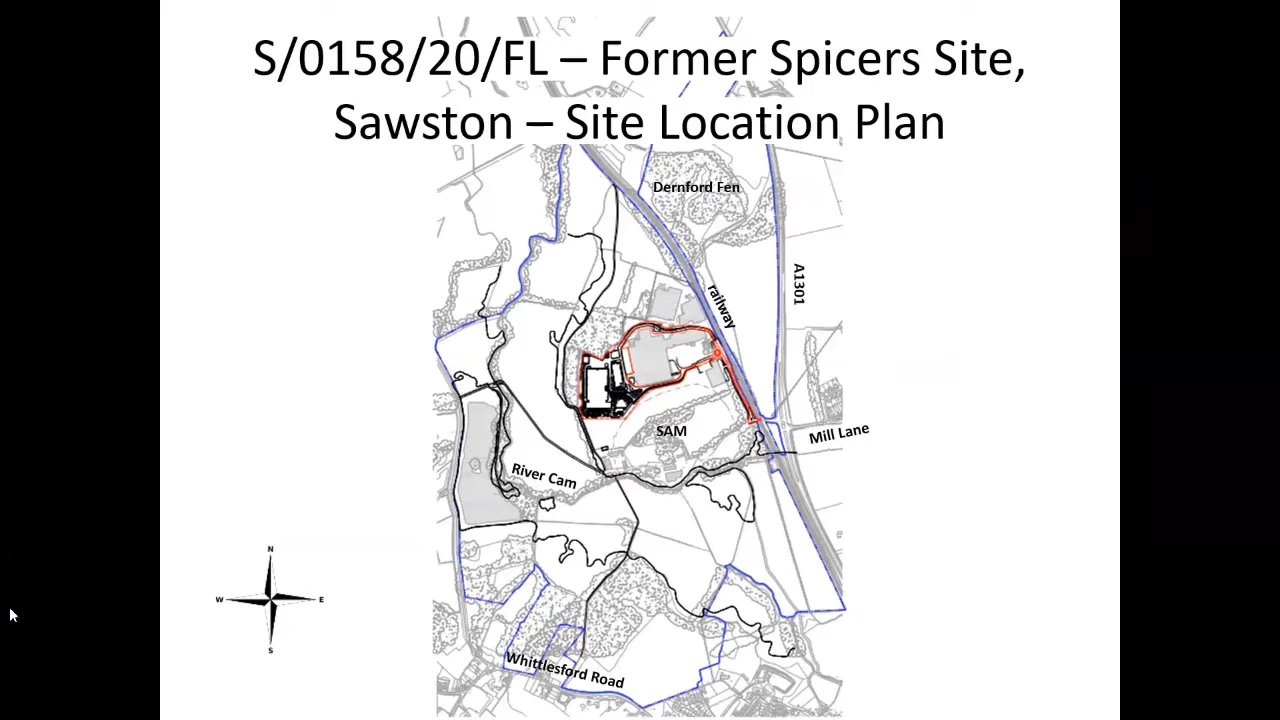 S/0158/20/FL – Former Spicers Site,
Sawston – Site Location Plan
Dernford Fen
A1301
railway
SAM
Mill Lane
River Cam
N
W
E
S
Whittlesford Road